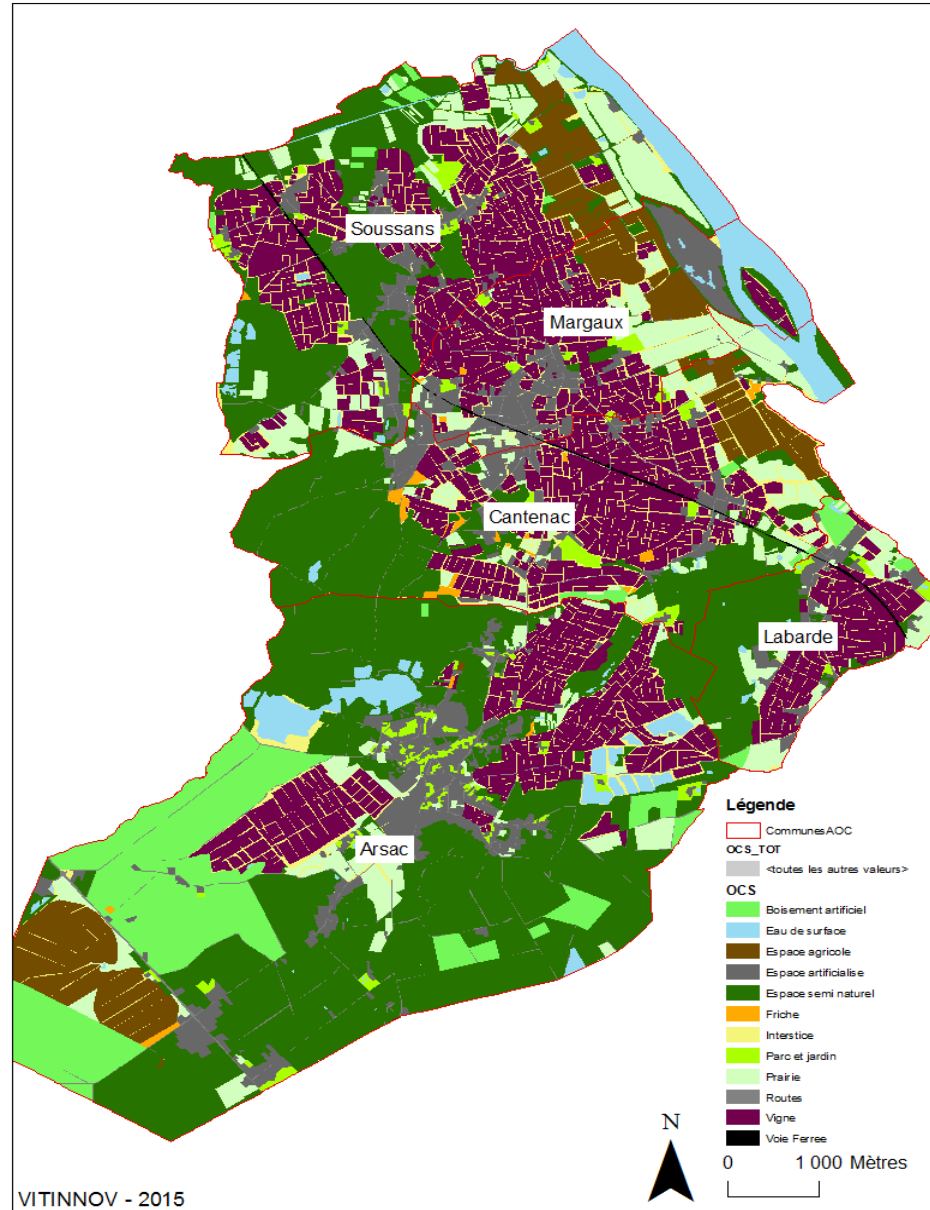 Soussans
Margaux
Cantenac
Labarde
Arsac
Légende
CommunesAOC
OCS_TOT
<toutes les autres valeurs>
OCS
Boisement artificiel
Eau de surface
Espace agricole
Espace artificialise
Espace semi naturel
Friche
Interstice
Parc et jardin
Prairie
Routes
Vigne
Voie Ferree
N
0 1 000 Mètres
VITINNOV - 2015